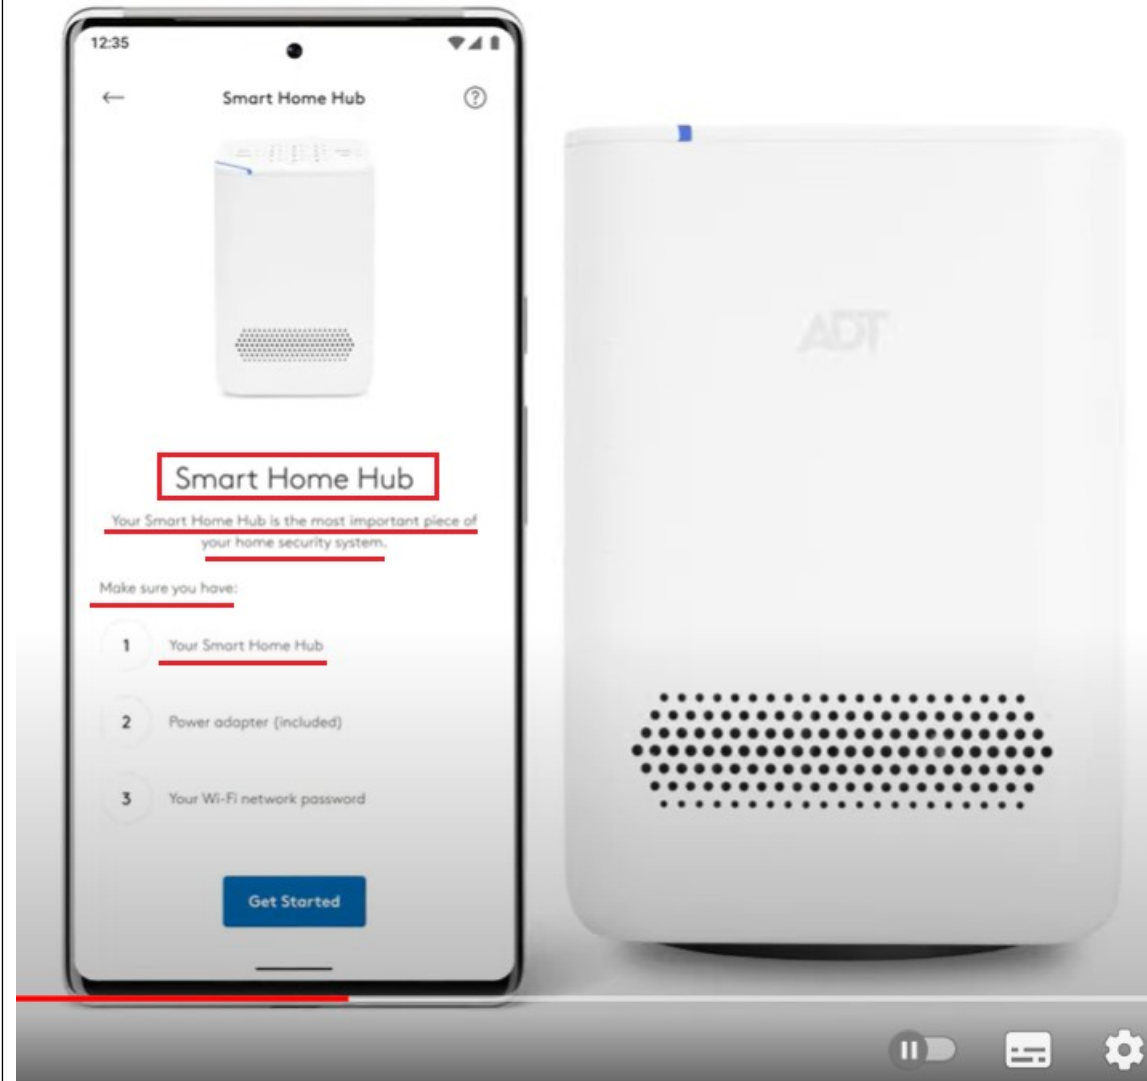 12:35
Smart Home Hub
Smart Home Hub
Your Smart Home Hub is the most important piece of
your home security system.
Make sure you have:
1 Your Smart Home Hub
2 Power adapter (included)
3 Your Wi-Fi network password
Get Started
ADT